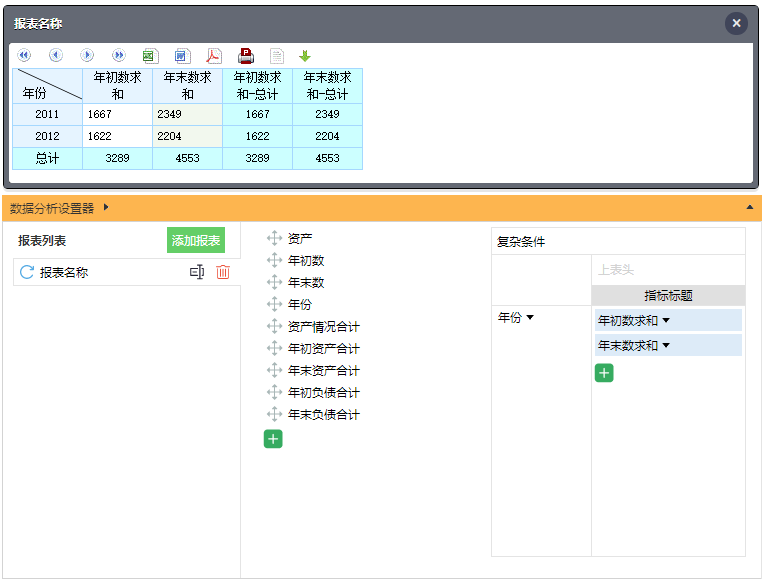 报表名称
年份 年初数求和 年末数求和 年初数求和-总计 年末数求和-总计
2011 1667 2349 1667 2349
2012 1622 2204 1622 2204
总计 3289 4553 3289 4553
数据分析设置器
报表列表 添加报表
报表名称
资产
年初数
年末数
年份
资产情况合计
年初资产合计
年末资产合计
年初负债合计
年末负债合计
复杂条件
上表头
指标标题
年份
年初数求和
年末数求和